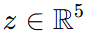 z ∈ ℝ⁵